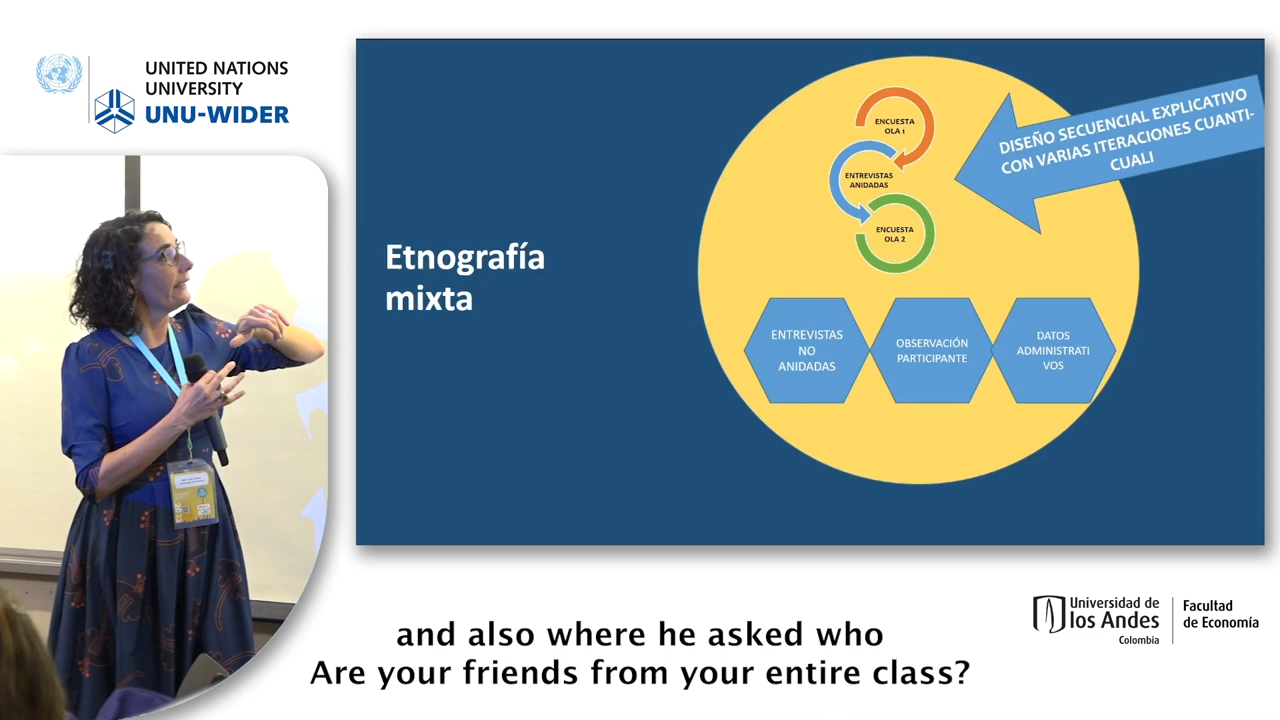 UNITED NATIONS
UNIVERSITY
UNU-WIDER
Etnografía
mixta
ENCUESTA
OLA 1
ENTREVISTAS
ANIDADAS
ENCUESTA
OLA 2
DISEÑO SECUENCIAL EXPLICATIVO
CON VARIAS ITERACIONES CUANTI-
CUALI
ENTREVISTAS
NO
ANIDADAS
OBSERVACIÓN
PARTICIPANTE
DATOS
ADMINISTRATI
VOS
Universidad de
los Andes
Colombia
Facultad
de Economía
and also where he asked who
Are your friends from your entire class?